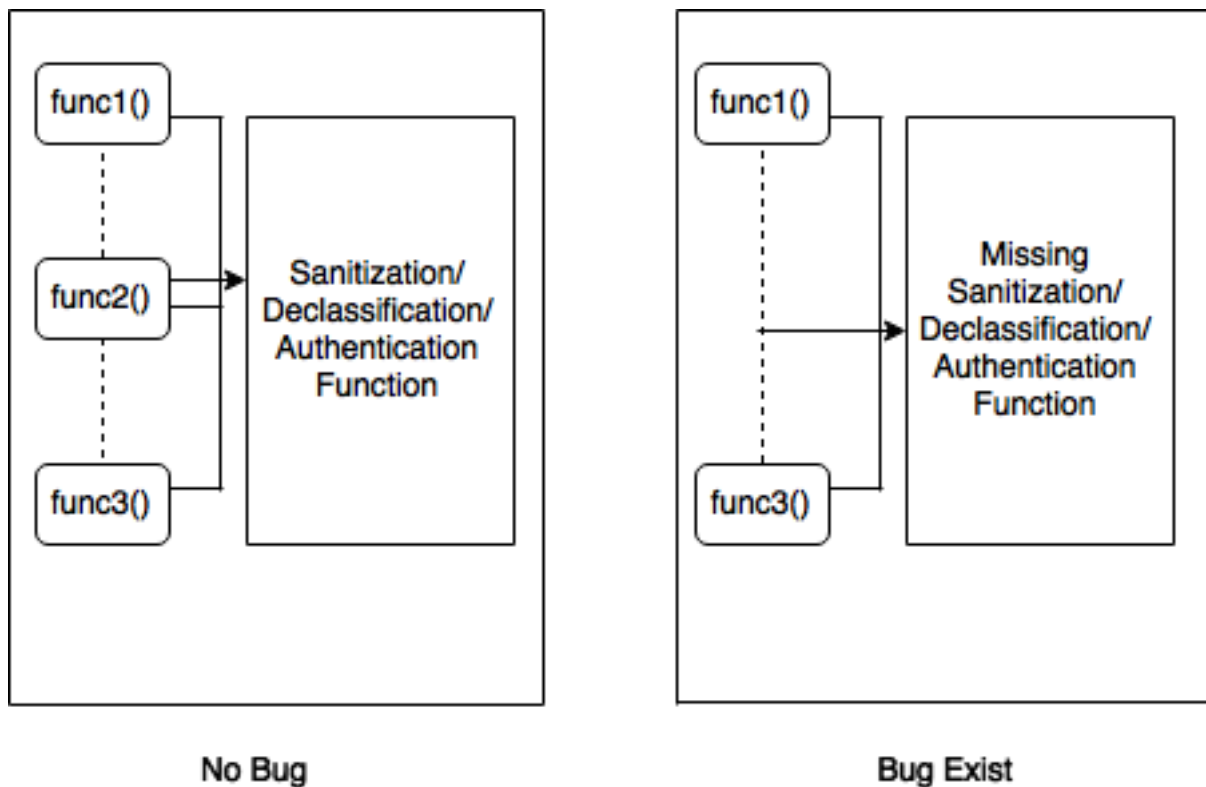 func1()
func2()
func3()
Sanitization/
Declassification/
Authentication
Function
No Bug
func1()
func3()
Missing
Sanitization/
Declassification/
Authentication
Function
Bug Exist